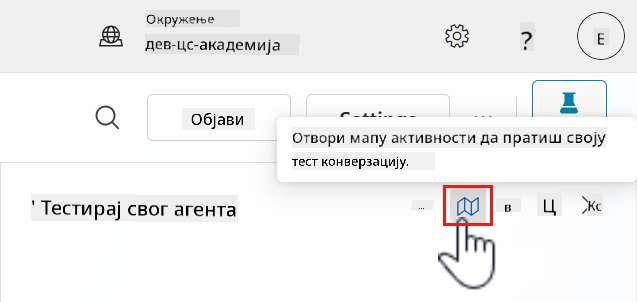 Окружење
дев-цс-академија
?
Е
Објави
Settings
Отвори мапу активности да пратиш своју
тест конверзацију.
' Тестирај свог агента
...
в
Ц
Жс